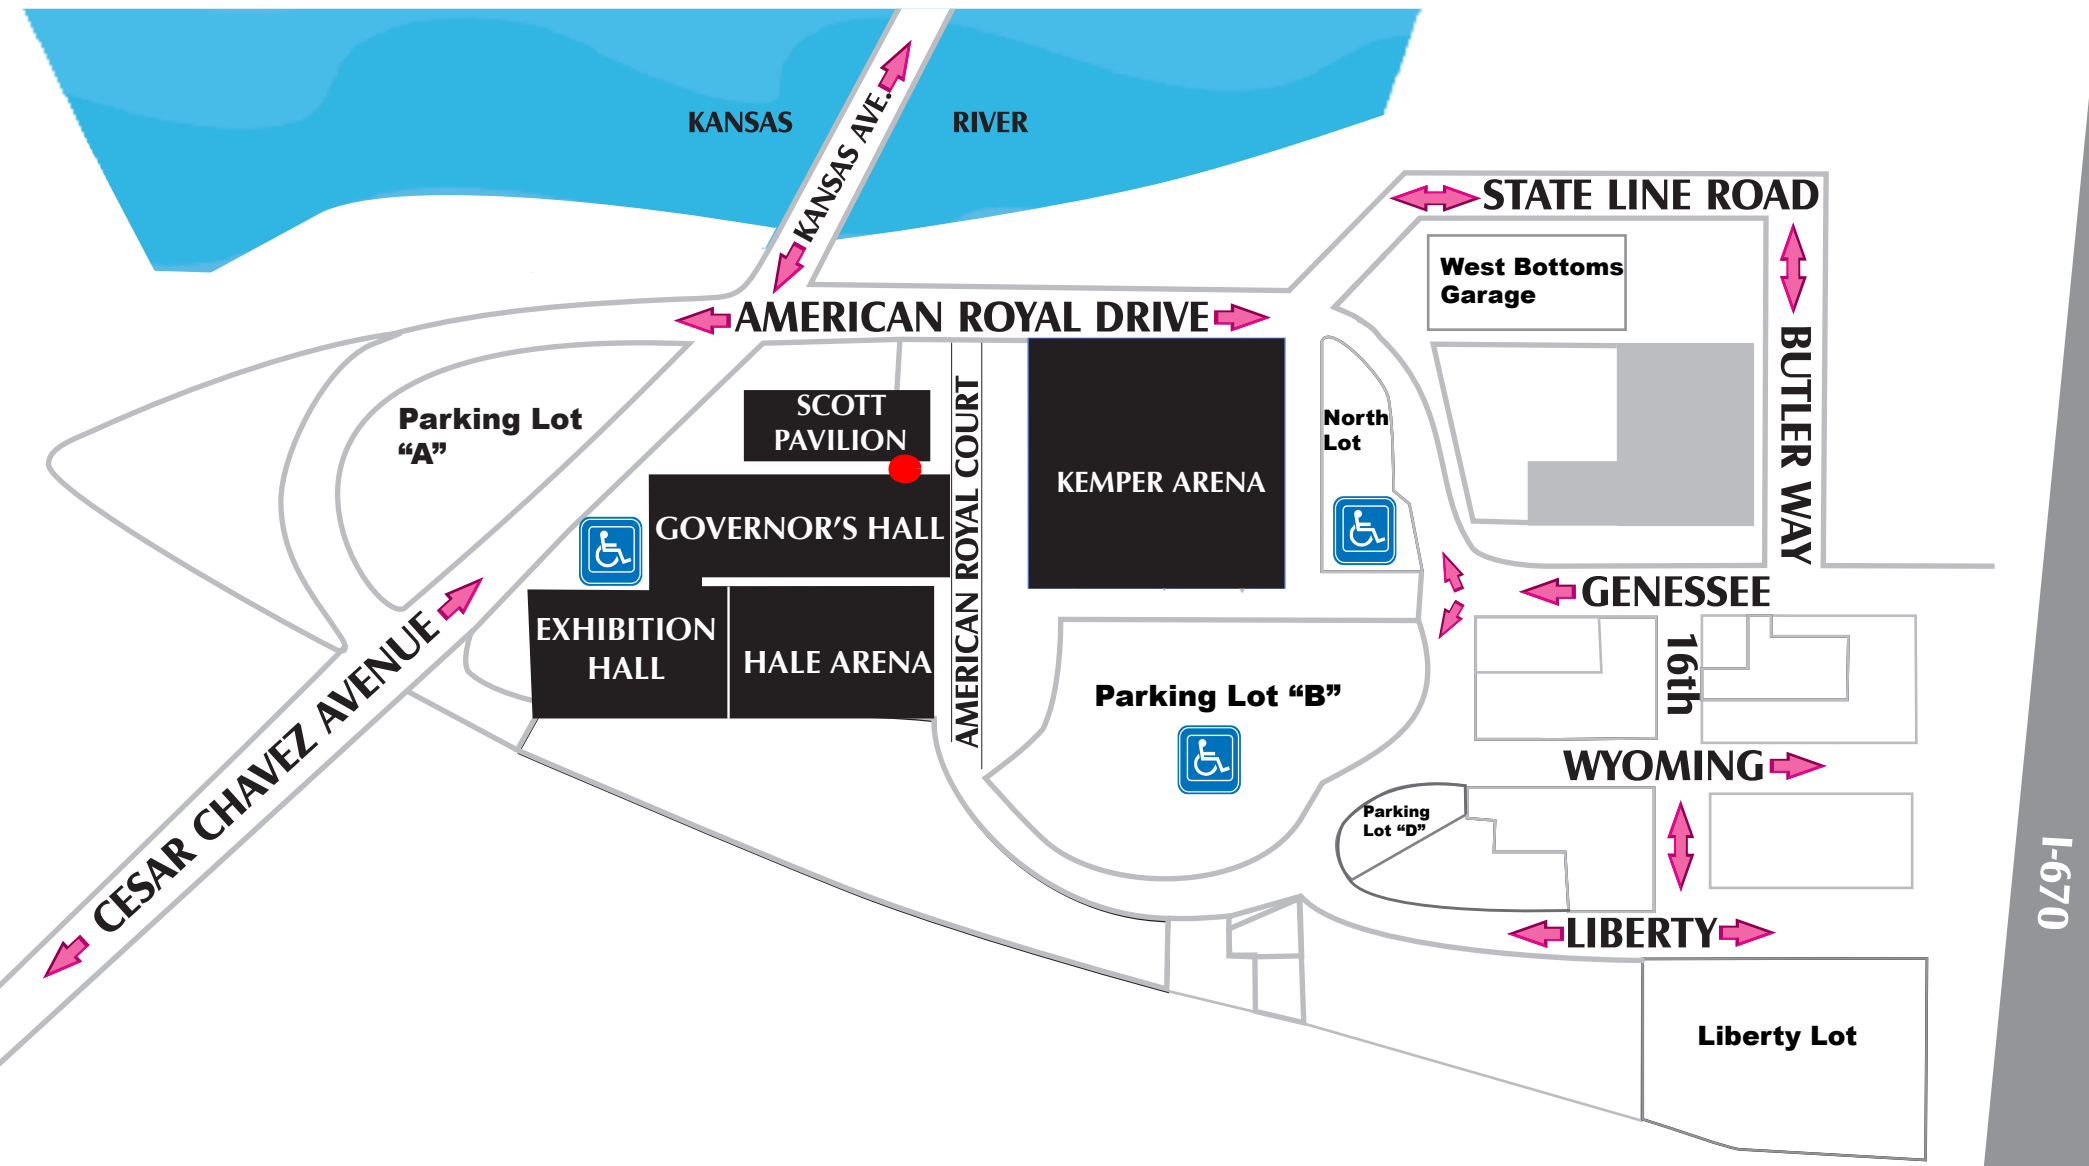 KANSAS
RIVER
KANSAS AVE.
STATE LINE ROAD
West Bottoms
Garage
AMERICAN ROYAL DRIVE
BUTLER WAY
Parking Lot
“A”
SCOTT
PAVILION
AMERICAN ROYAL COURT
KEMPER ARENA
North
Lot
GOVERNOR’S HALL
GENESSEE
EXHIBITION
HALL
HALE ARENA
16th
Parking Lot “B”
CESAR CHAVEZ AVENUE
WYOMING
Parking
Lot “D”
I-670
LIBERTY
Liberty Lot